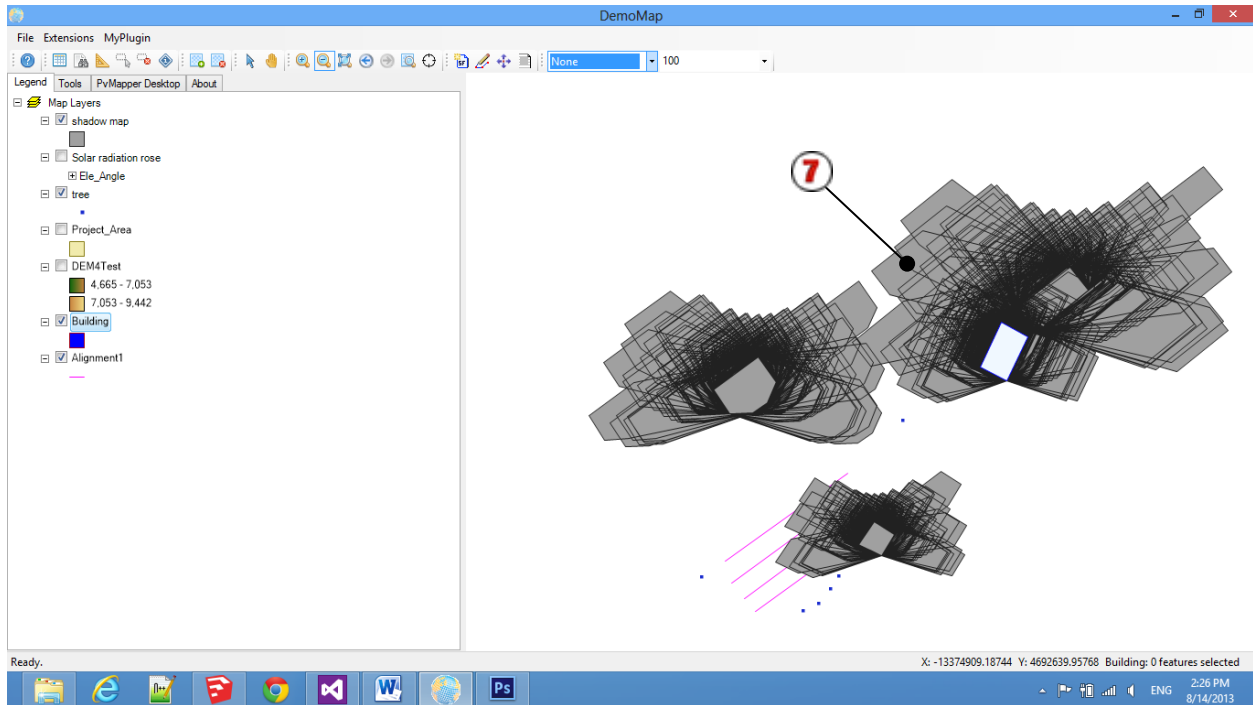 DemoMap
File Extensions MyPlugin
None 100
Legend Tools PvMapper Desktop About
Map Layers
shadow map
Solar radiation rose
Ele_Angle
tree
Project_Area
DEM4Test
4,665 - 7,053
7,053 - 9,442
Building
Alignment1
7
Ready.
X: -13374909.18744 Y: 4692639.95768 Building: 0 features selected
Ps
ENG
2:26 PM
8/14/2013